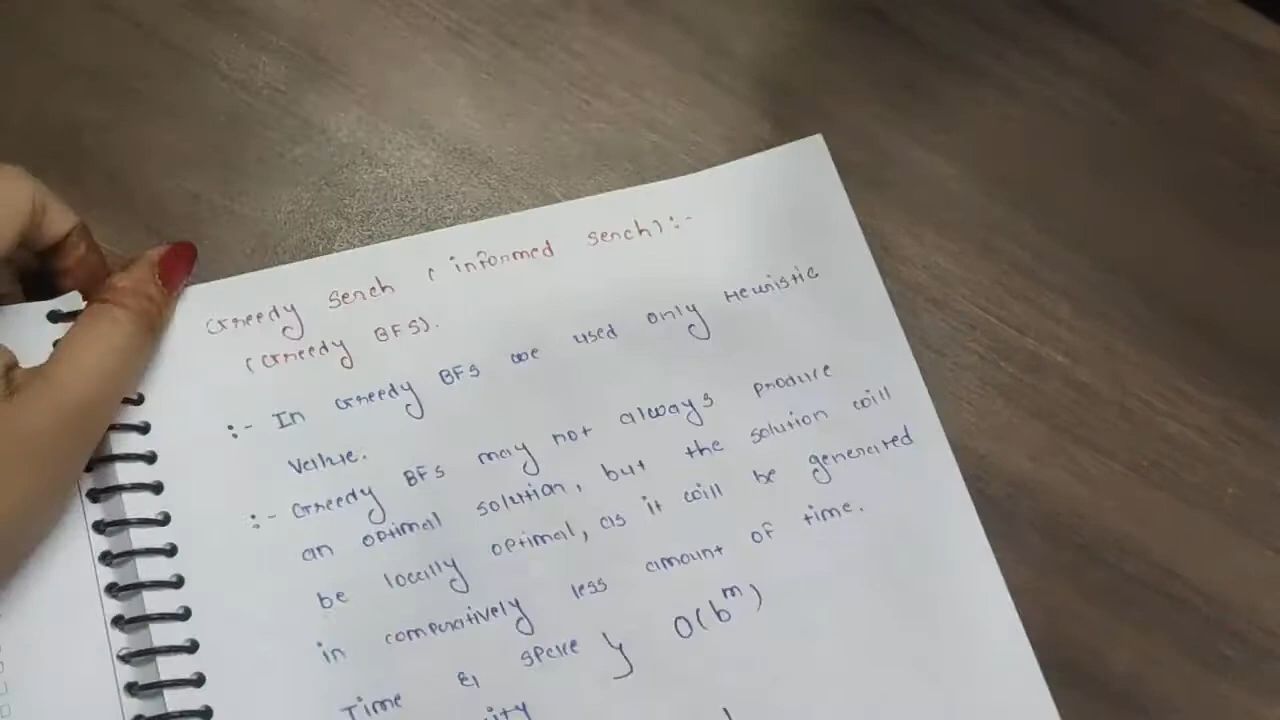 Greedy Serch ( informed serch):-
(Greedy BFS).
:- In Greedy BFS we used only Heuristic
value.
:- Greedy BFS may not always produce
an optimal solution, but the solution will
be locally optimal, as it will be generated
in comperatively less amount of time.
Time & space } O(b^m)